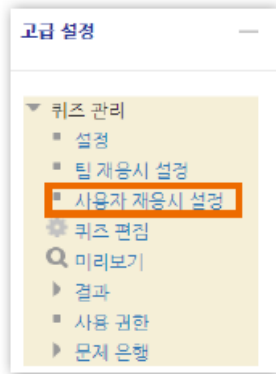 고급 설정
퀴즈 관리
설정
팀 재응시 설정
사용자 재응시 설정
퀴즈 편집
미리보기
결과
사용 권한
문제 은행